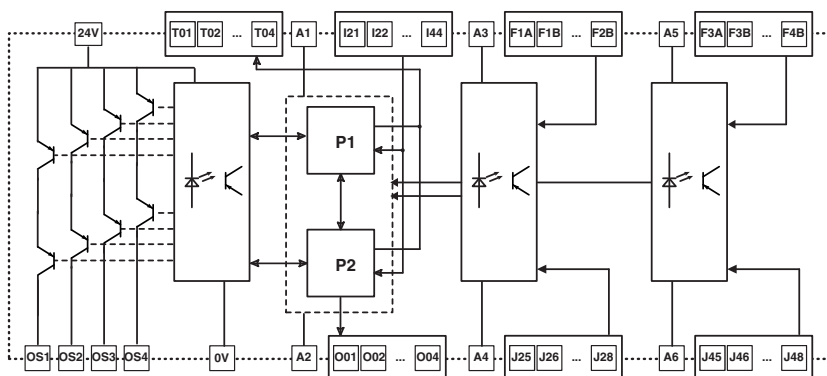 24V T01 T02 ... T04 A1 I21 I22 ... I44 A3 F1A F1B ... F2B A5 F3A F3B ... F4B
P1
P2
OS1 OS2 OS3 OS4 0V A2 O01 O02 ... O04 A4 J25 J26 ... J28 A6 J45 J46 ... J48